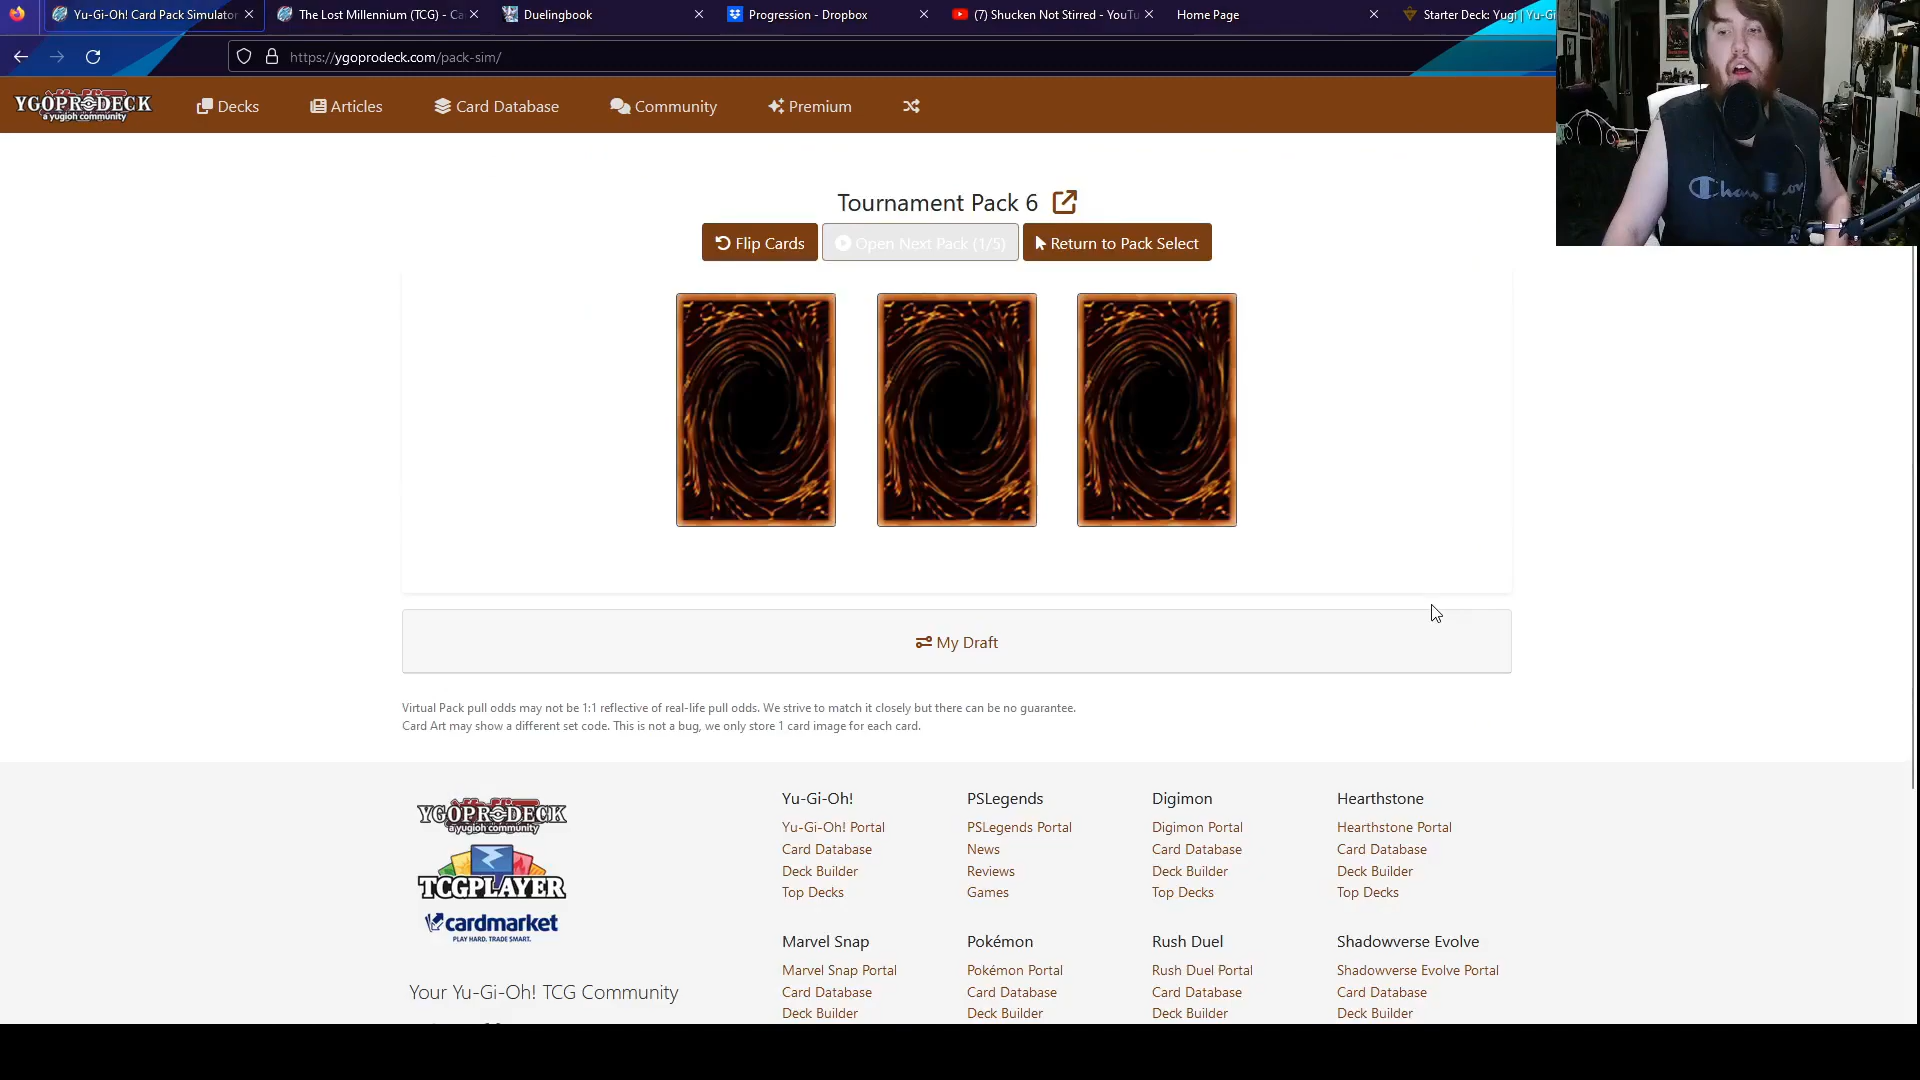 Yu-Gi-Oh! Card Pack Simulator
The Lost Millennium (TCG) - Ca
Duelingbook
Progression - Dropbox
(7) Shucken Not Stirred - YouTu
Home Page
Starter Deck: Yugi | Yu-Gi
https://ygoprodeck.com/pack-sim/
YGOPRODECK
a yugioh community
Decks
Articles
Card Database
Community
Premium
Tournament Pack 6
Flip Cards
Open Next Pack (1/5)
Return to Pack Select
My Draft
Virtual Pack pull odds may not be 1:1 reflective of real-life pull odds. We strive to match it closely but there can be no guarantee.
Card Art may show a different set code. This is not a bug, we only store 1 card image for each card.
YGOPRODECK
a yugioh community
TCGPLAYER
cardmarket
PLAY HARD. TRADE SMART.
Your Yu-Gi-Oh! TCG Community
Yu-Gi-Oh!
Yu-Gi-Oh! Portal
Card Database
Deck Builder
Top Decks
PSLegends
PSLegends Portal
News
Reviews
Games
Digimon
Digimon Portal
Card Database
Deck Builder
Top Decks
Hearthstone
Hearthstone Portal
Card Database
Deck Builder
Top Decks
Marvel Snap
Marvel Snap Portal
Card Database
Deck Builder
Pokémon
Pokémon Portal
Card Database
Deck Builder
Rush Duel
Rush Duel Portal
Card Database
Deck Builder
Shadowverse Evolve
Shadowverse Evolve Portal
Card Database
Deck Builder